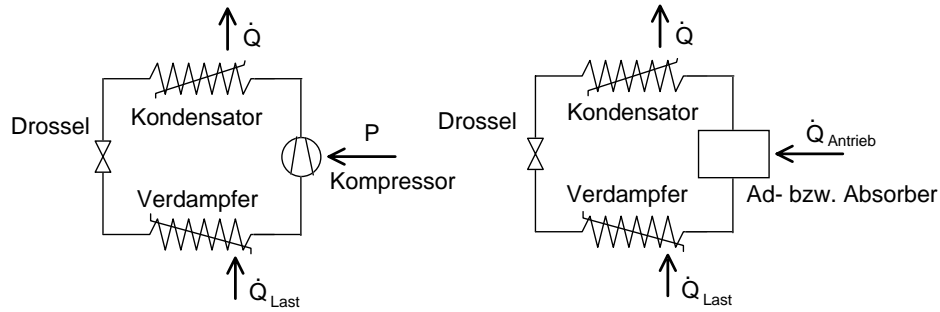 Q̇
Kondensator
Drossel
P
Kompressor
Verdampfer
Q̇ Last
Q̇
Kondensator
Drossel
Q̇ Antrieb
Ad- bzw. Absorber
Verdampfer
Q̇ Last